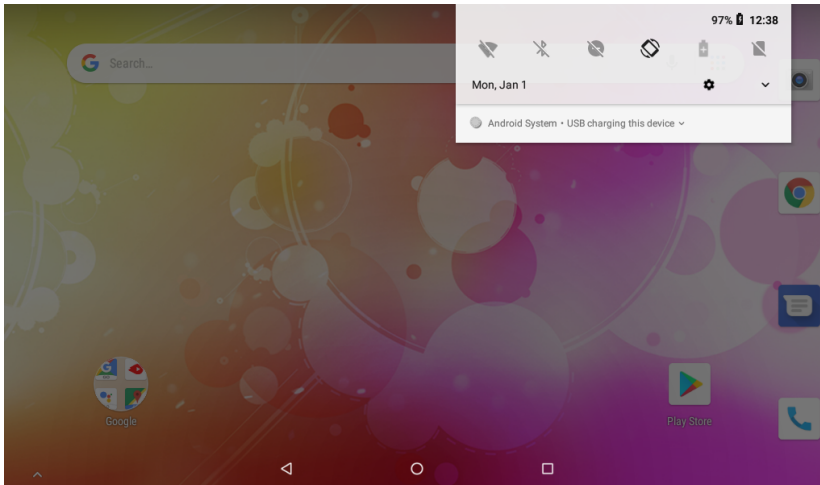 97% 12:38
Search...
Mon, Jan 1
Android System • USB charging this device
Google
Play Store